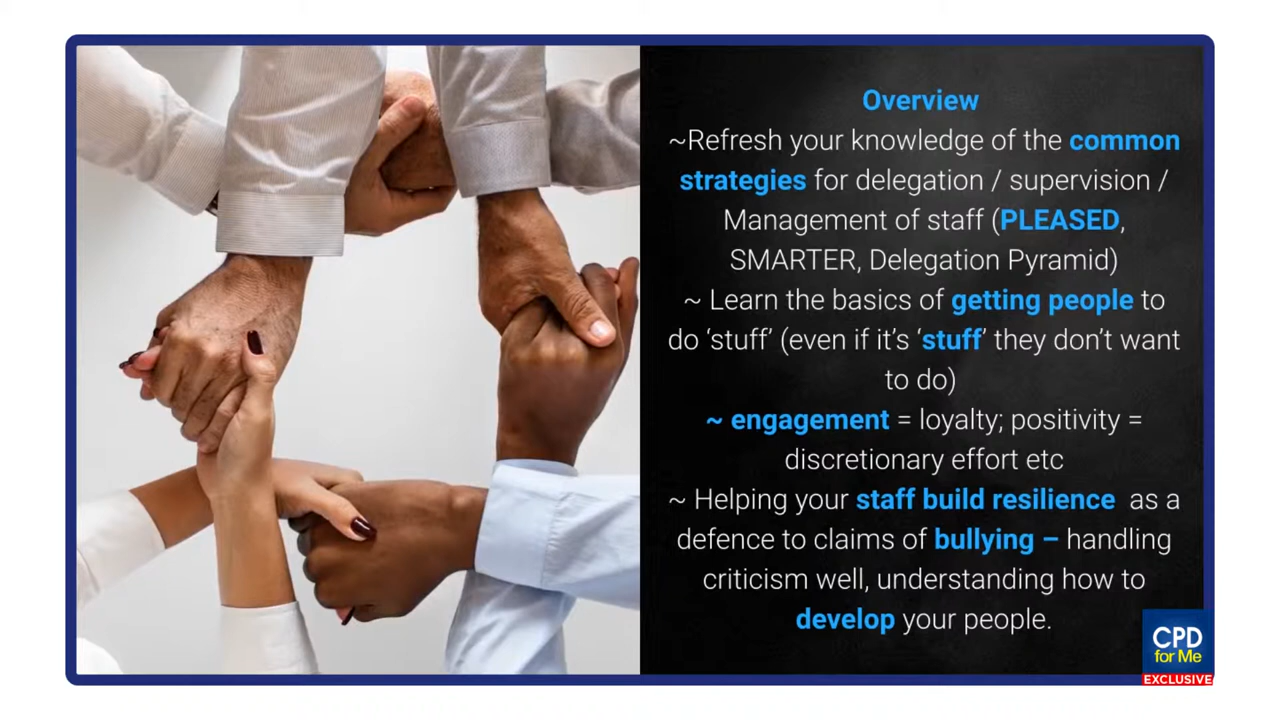 Overview
~Refresh your knowledge of the common
strategies for delegation / supervision /
Management of staff (PLEASED,
SMARTER, Delegation Pyramid)
~ Learn the basics of getting people to
do ‘stuff’ (even if it’s ‘stuff’ they don’t want
to do)
~ engagement = loyalty; positivity =
discretionary effort etc
~ Helping your staff build resilience as a
defence to claims of bullying – handling
criticism well, understanding how to
develop your people.
CPD
for Me
EXCLUSIVE